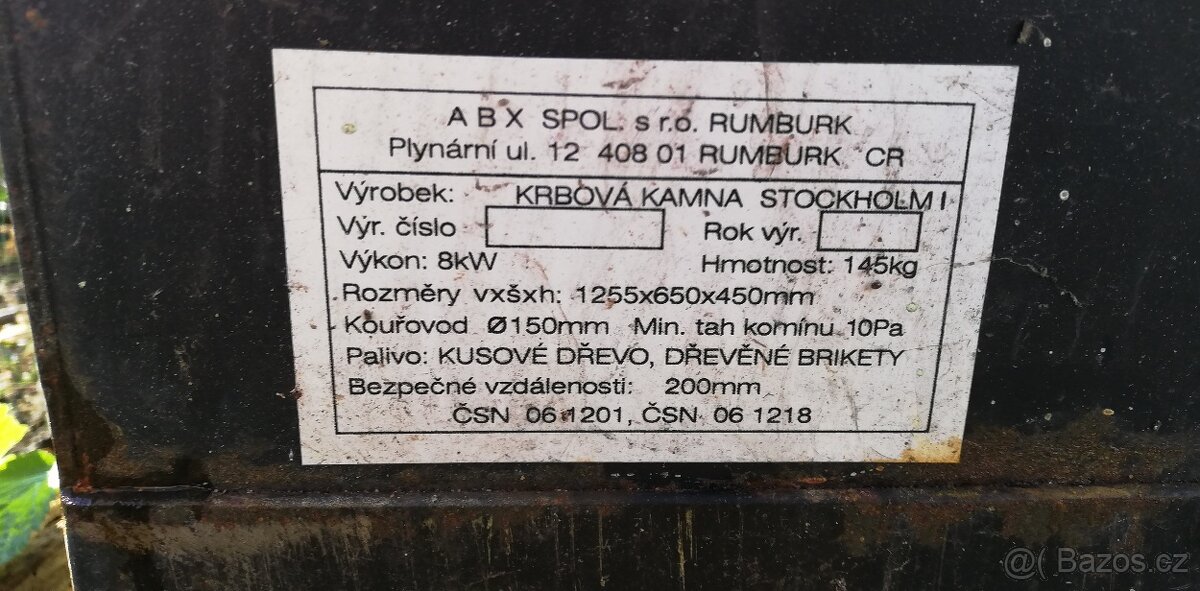 A B X SPOL. s r.o. RUMBURK
Plynární ul. 12 408 01 RUMBURK CR
Výrobek: KRBOVÁ KAMNA STOCKHOLM I
Výr. číslo Rok výr.
Výkon: 8kW Hmotnost: 145kg
Rozměry vxšxh: 1255x650x450mm
Kouřovod Ø150mm Min. tah komínu 10Pa
Palivo: KUSOVÉ DŘEVO, DŘEVĚNÉ BRIKETY
Bezpečné vzdálenosti: 200mm
ČSN 06 1201, ČSN 06 1218
@( Bazos.cz